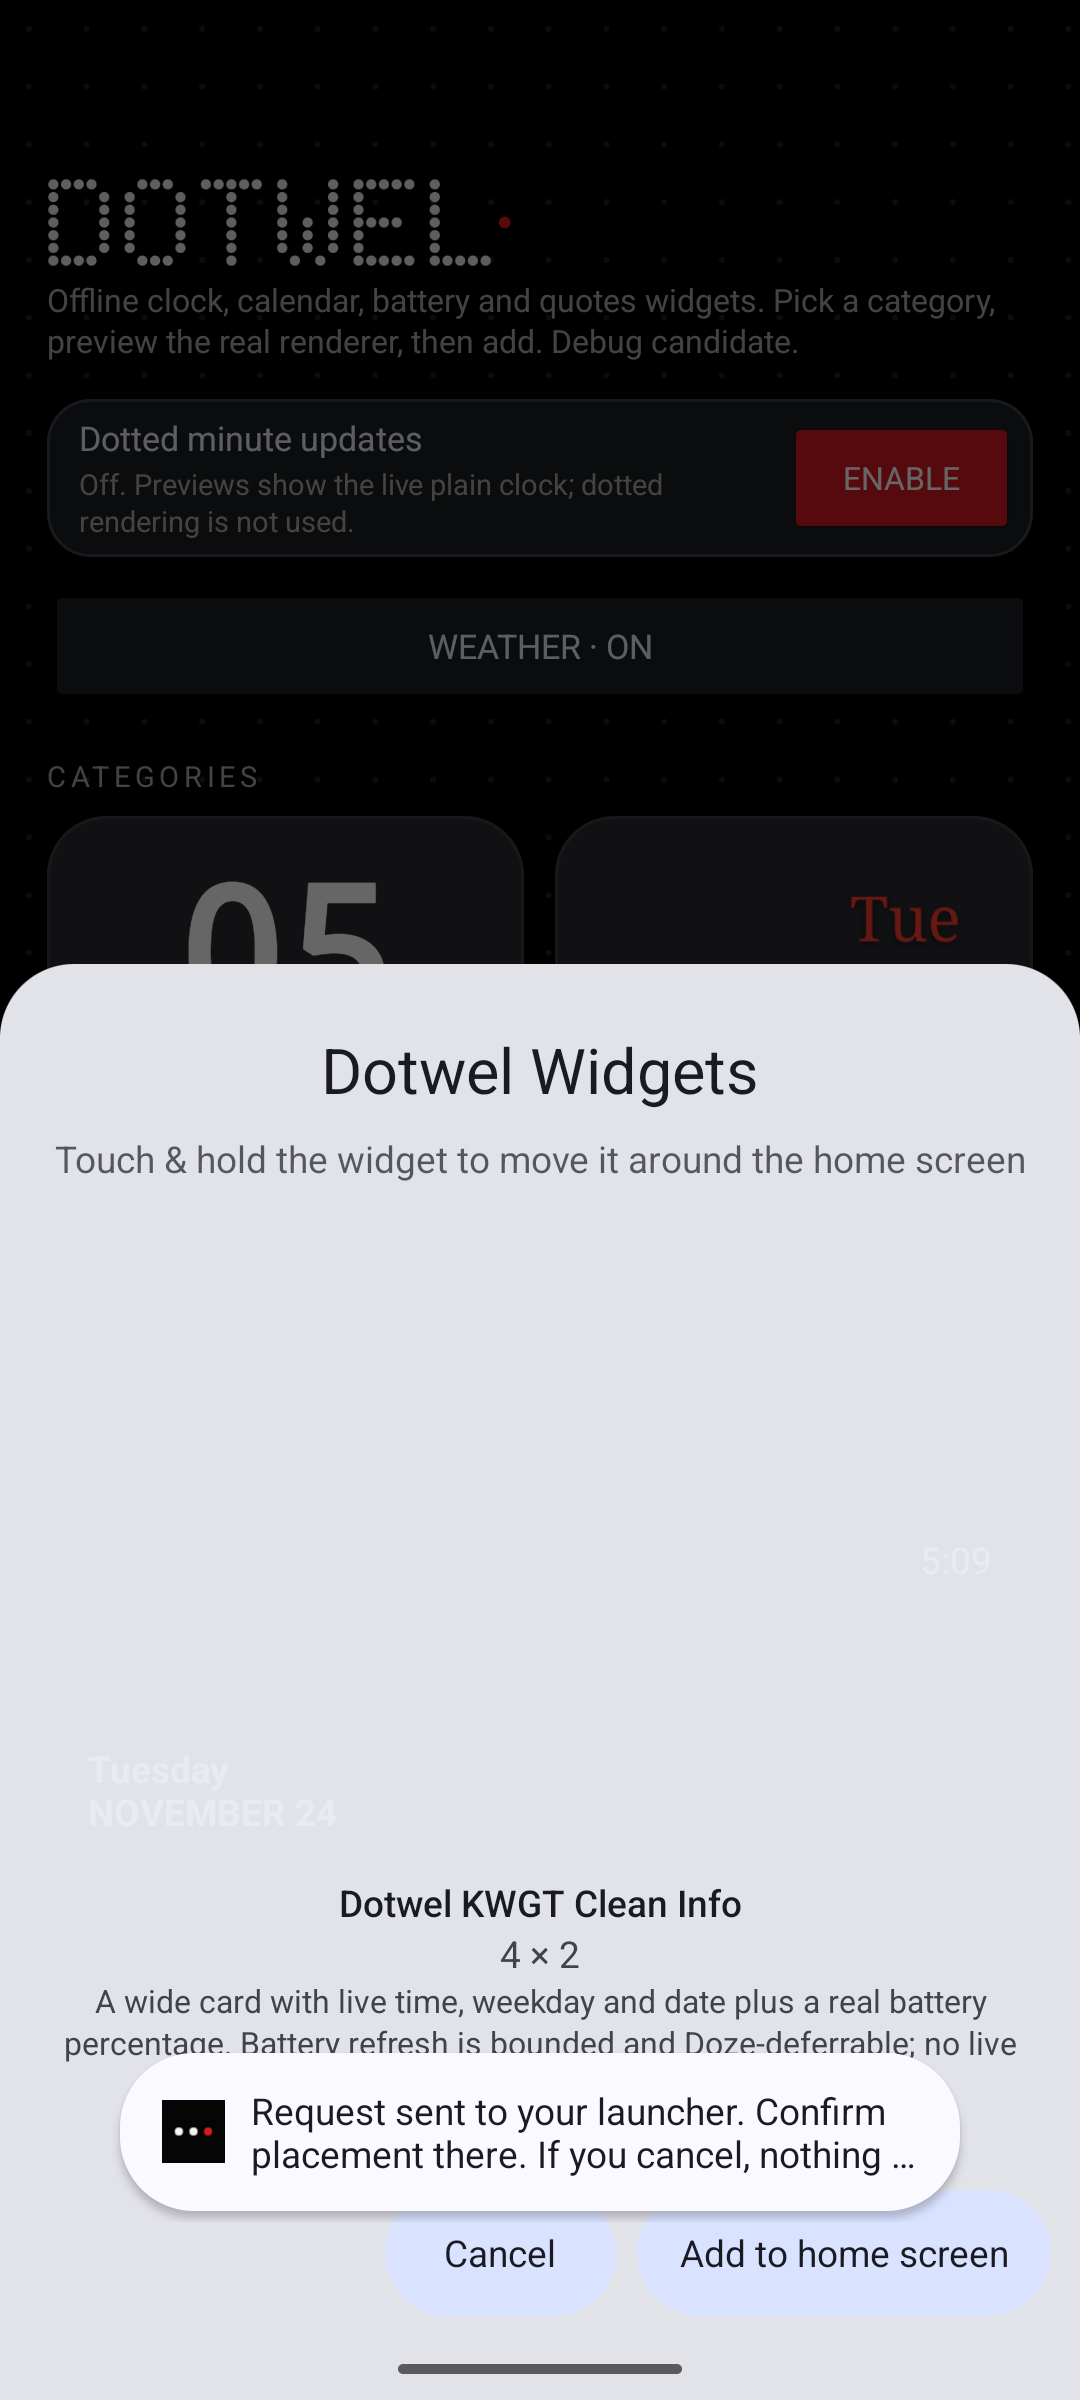 DOTWEL
Offline clock, calendar, battery and quotes widgets. Pick a category,
preview the real renderer, then add. Debug candidate.
Dotted minute updates
Off. Previews show the live plain clock; dotted
rendering is not used.
ENABLE
WEATHER · ON
CATEGORIES
05
Tue
Dotwel Widgets
Touch & hold the widget to move it around the home screen
5:09
Tuesday
NOVEMBER 24
Dotwel KWGT Clean Info
4 × 2
A wide card with live time, weekday and date plus a real battery
percentage. Battery refresh is bounded and Doze-deferrable; no live
Request sent to your launcher. Confirm
placement there. If you cancel, nothing …
Cancel
Add to home screen